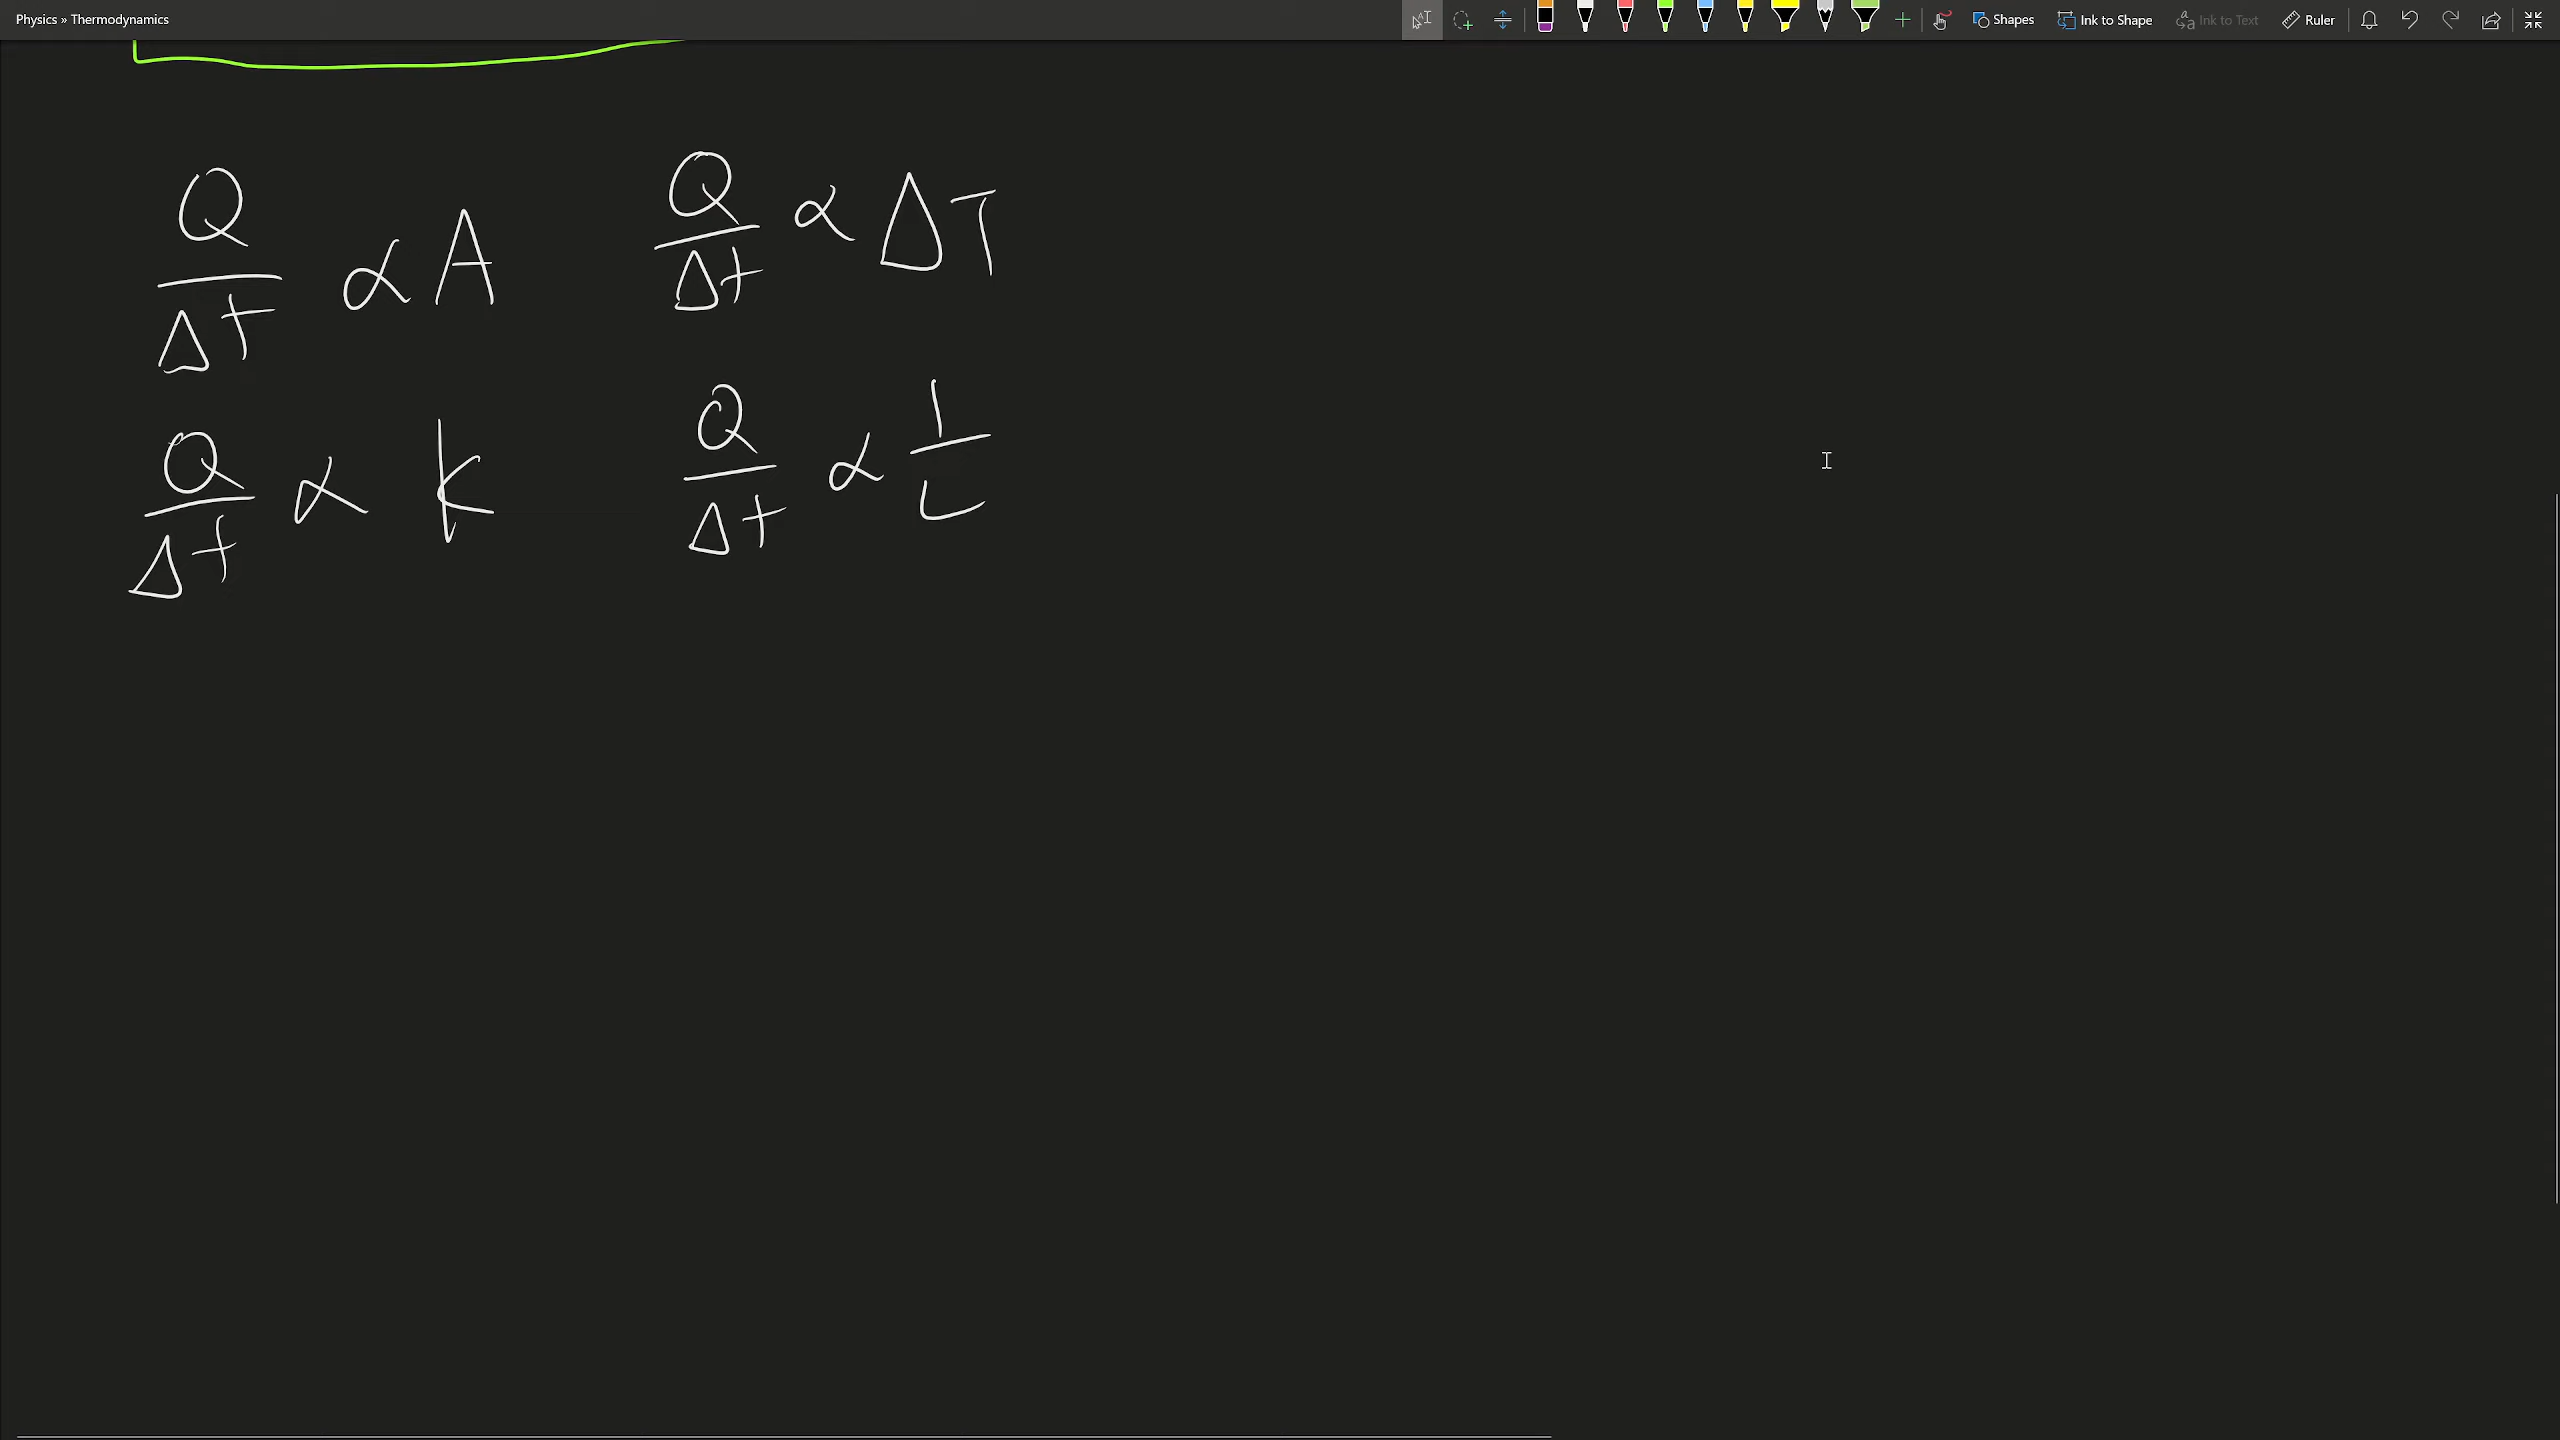 Physics » Thermodynamics
Shapes Ink to Shape Ink to Text Ruler
Q/Δt ∝ A
Q/Δt ∝ ΔT
Q/Δt ∝ k
Q/Δt ∝ 1/L